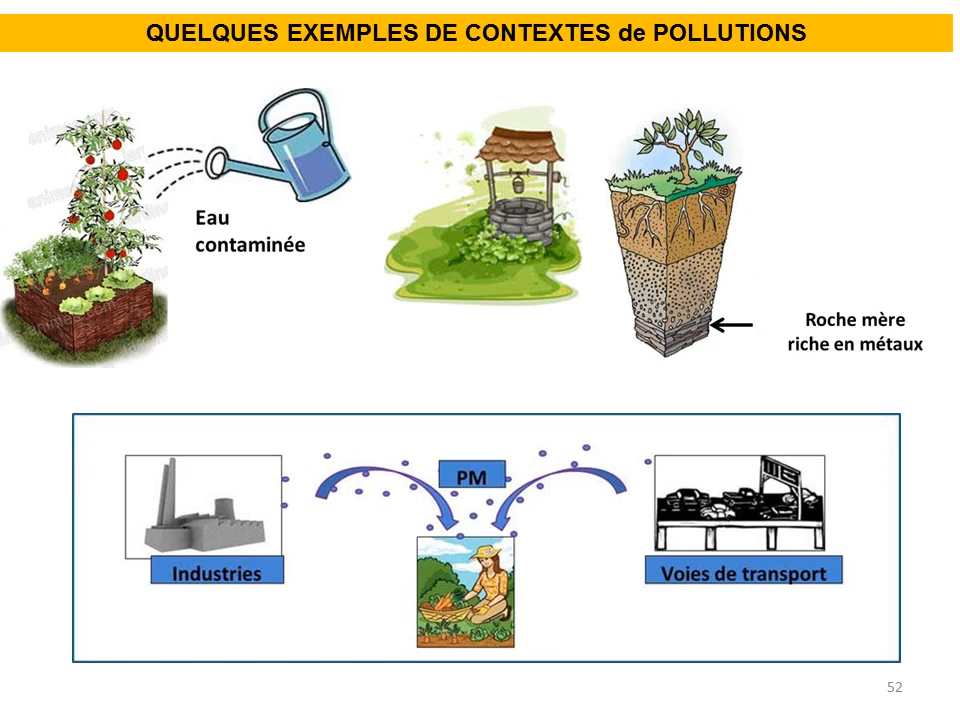 QUELQUES EXEMPLES DE CONTEXTES de POLLUTIONS
Eau
contaminée
Roche mère
riche en métaux
PM
Industries
Voies de transport
52